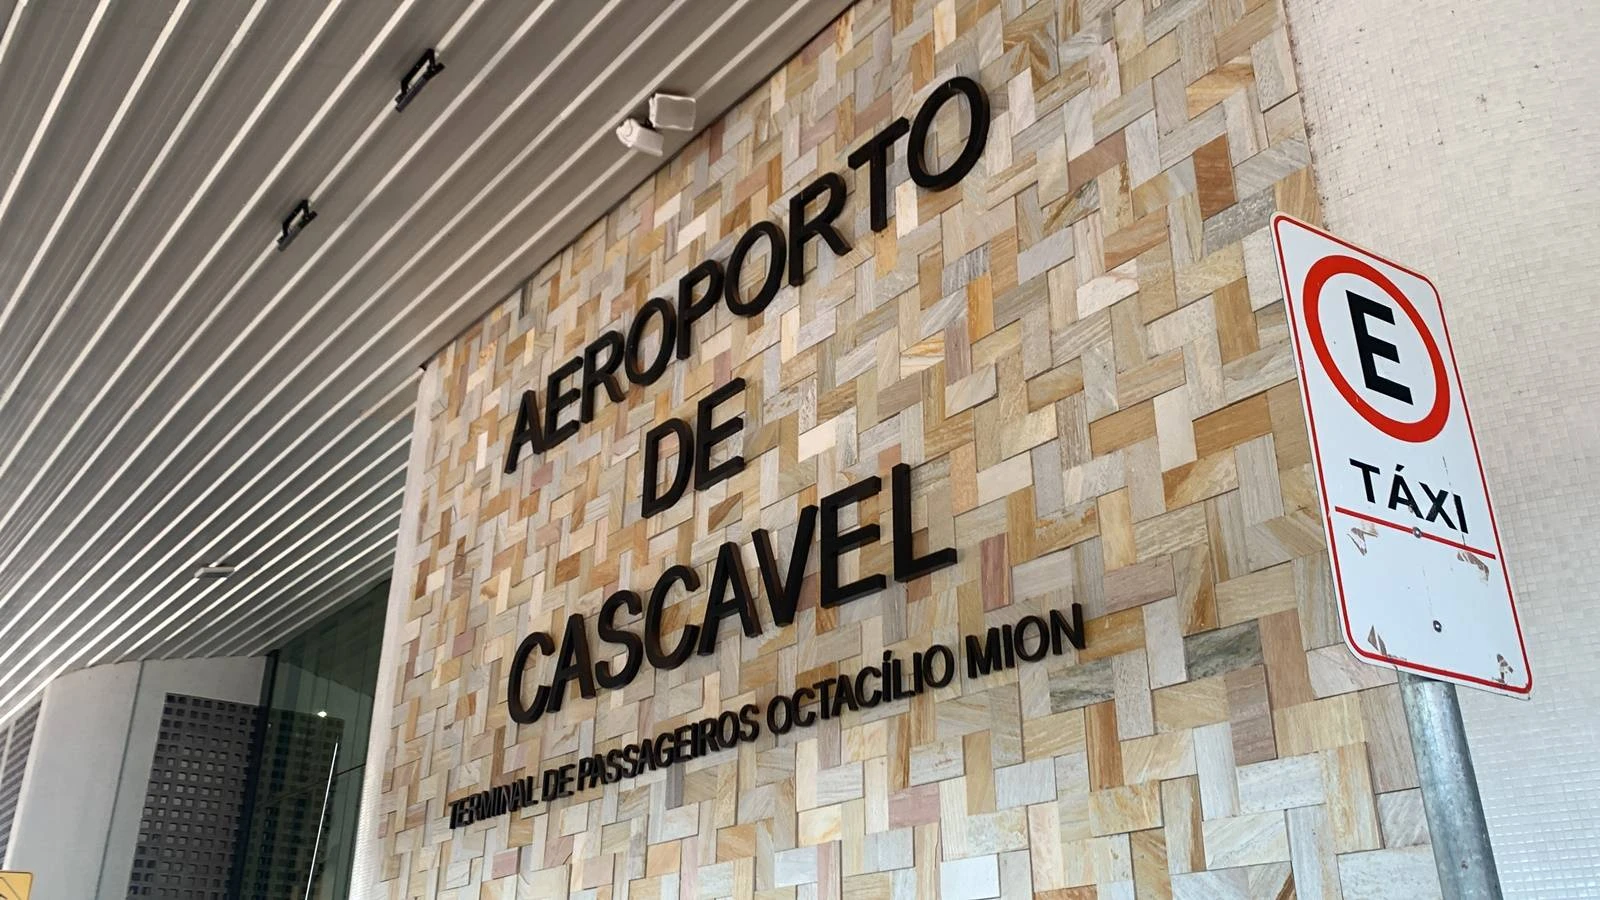 AEROPORTO
DE
CASCAVEL
TERMINAL DE PASSAGEIROS OCTACÍLIO MION
E
TÁXI